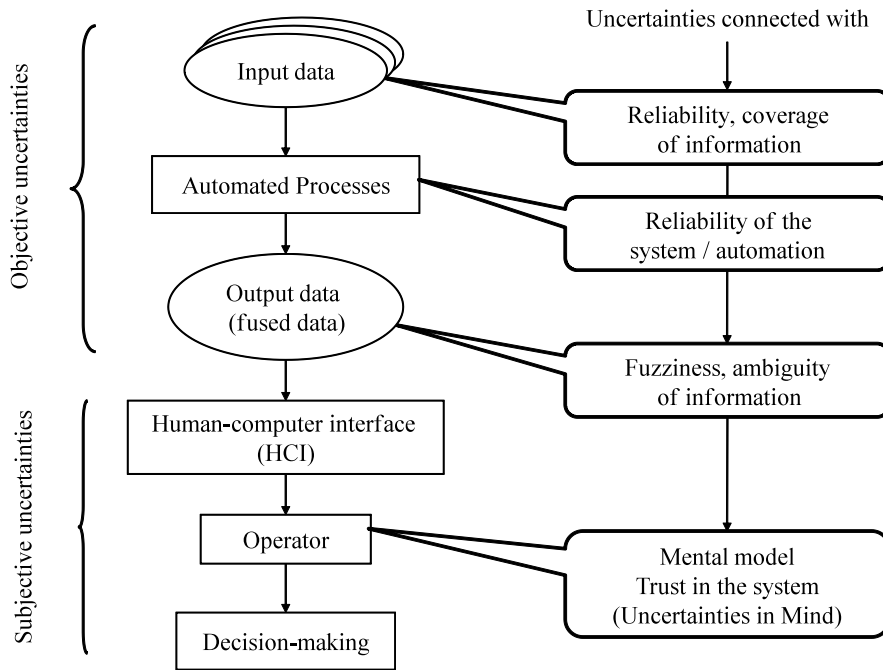 Uncertainties connected with
Objective uncertainties
Input data
Reliability, coverage
of information
Automated Processes
Reliability of the
system / automation
Output data
(fused data)
Fuzziness, ambiguity
of information
Subjective uncertainties
Human-computer interface
(HCI)
Operator
Mental model
Trust in the system
(Uncertainties in Mind)
Decision-making